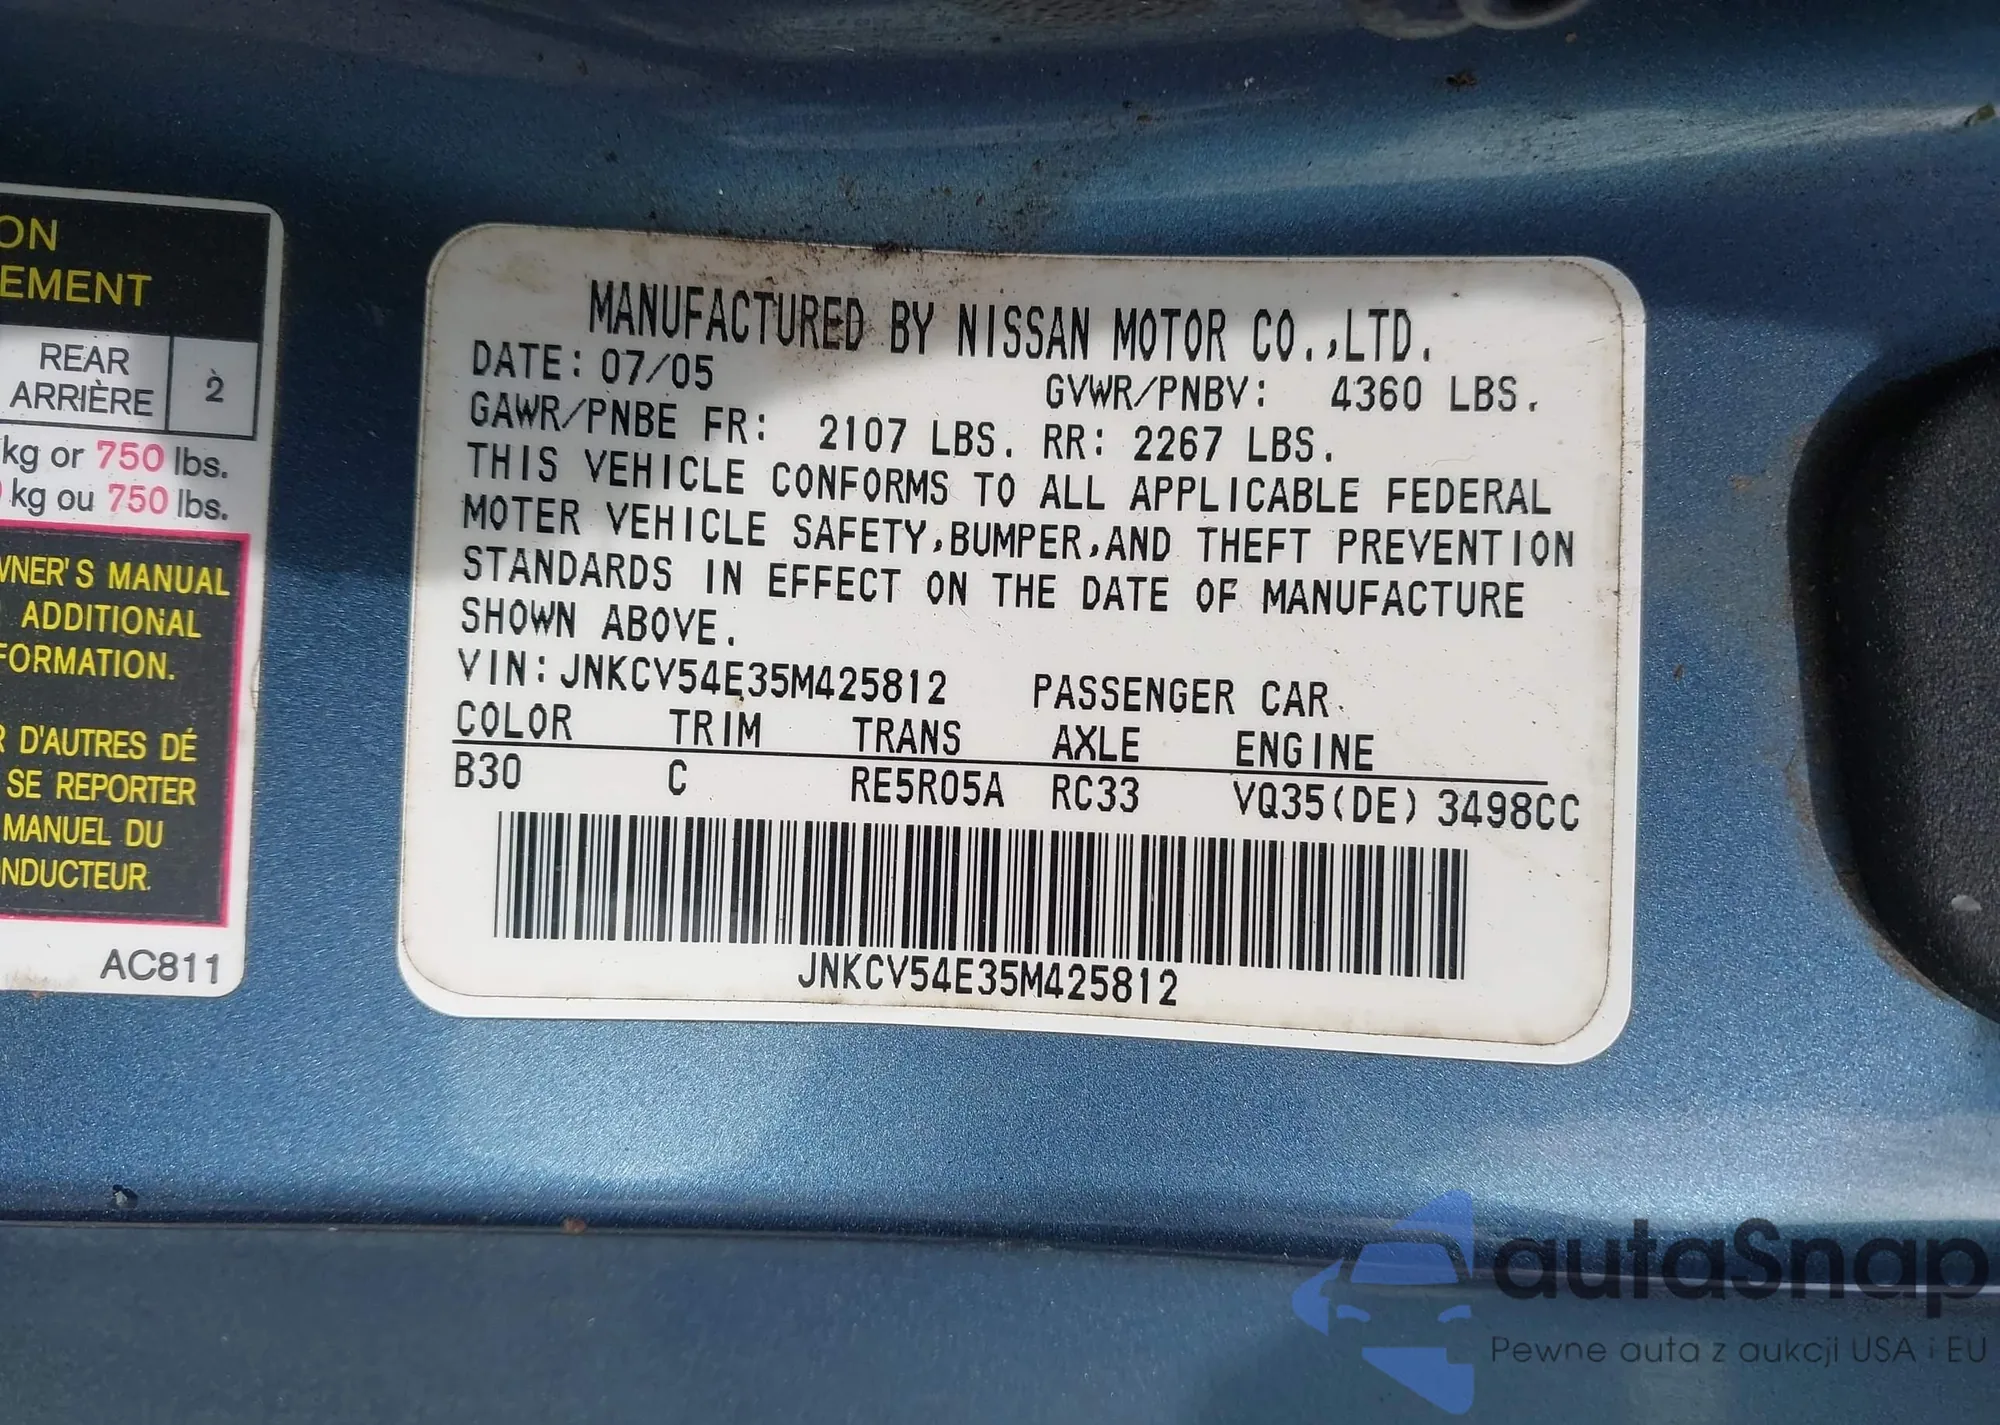 ON
EMENT
REAR
ARRIÈRE
2
kg or 750 lbs.
kg ou 750 lbs.
WNER'S MANUAL
ADDITIONAL
FORMATION.
R D'AUTRES DÉ
SE REPORTER
MANUEL DU
ONDUCTEUR.
AC811
MANUFACTURED BY NISSAN MOTOR CO.,LTD.
DATE: 07/05
GVWR/PNBV: 4360 LBS.
GAWR/PNBE FR: 2107 LBS. RR: 2267 LBS.
THIS VEHICLE CONFORMS TO ALL APPLICABLE FEDERAL
MOTER VEHICLE SAFETY,BUMPER,AND THEFT PREVENTION
STANDARDS IN EFFECT ON THE DATE OF MANUFACTURE
SHOWN ABOVE.
VIN:JNKCV54E35M425812 PASSENGER CAR
COLOR TRIM TRANS AXLE ENGINE
B30 C RE5R05A RC33 VQ35(DE) 3498CC
JNKCV54E35M425812
autaSnap
Pewne auta z aukcji USA i EU